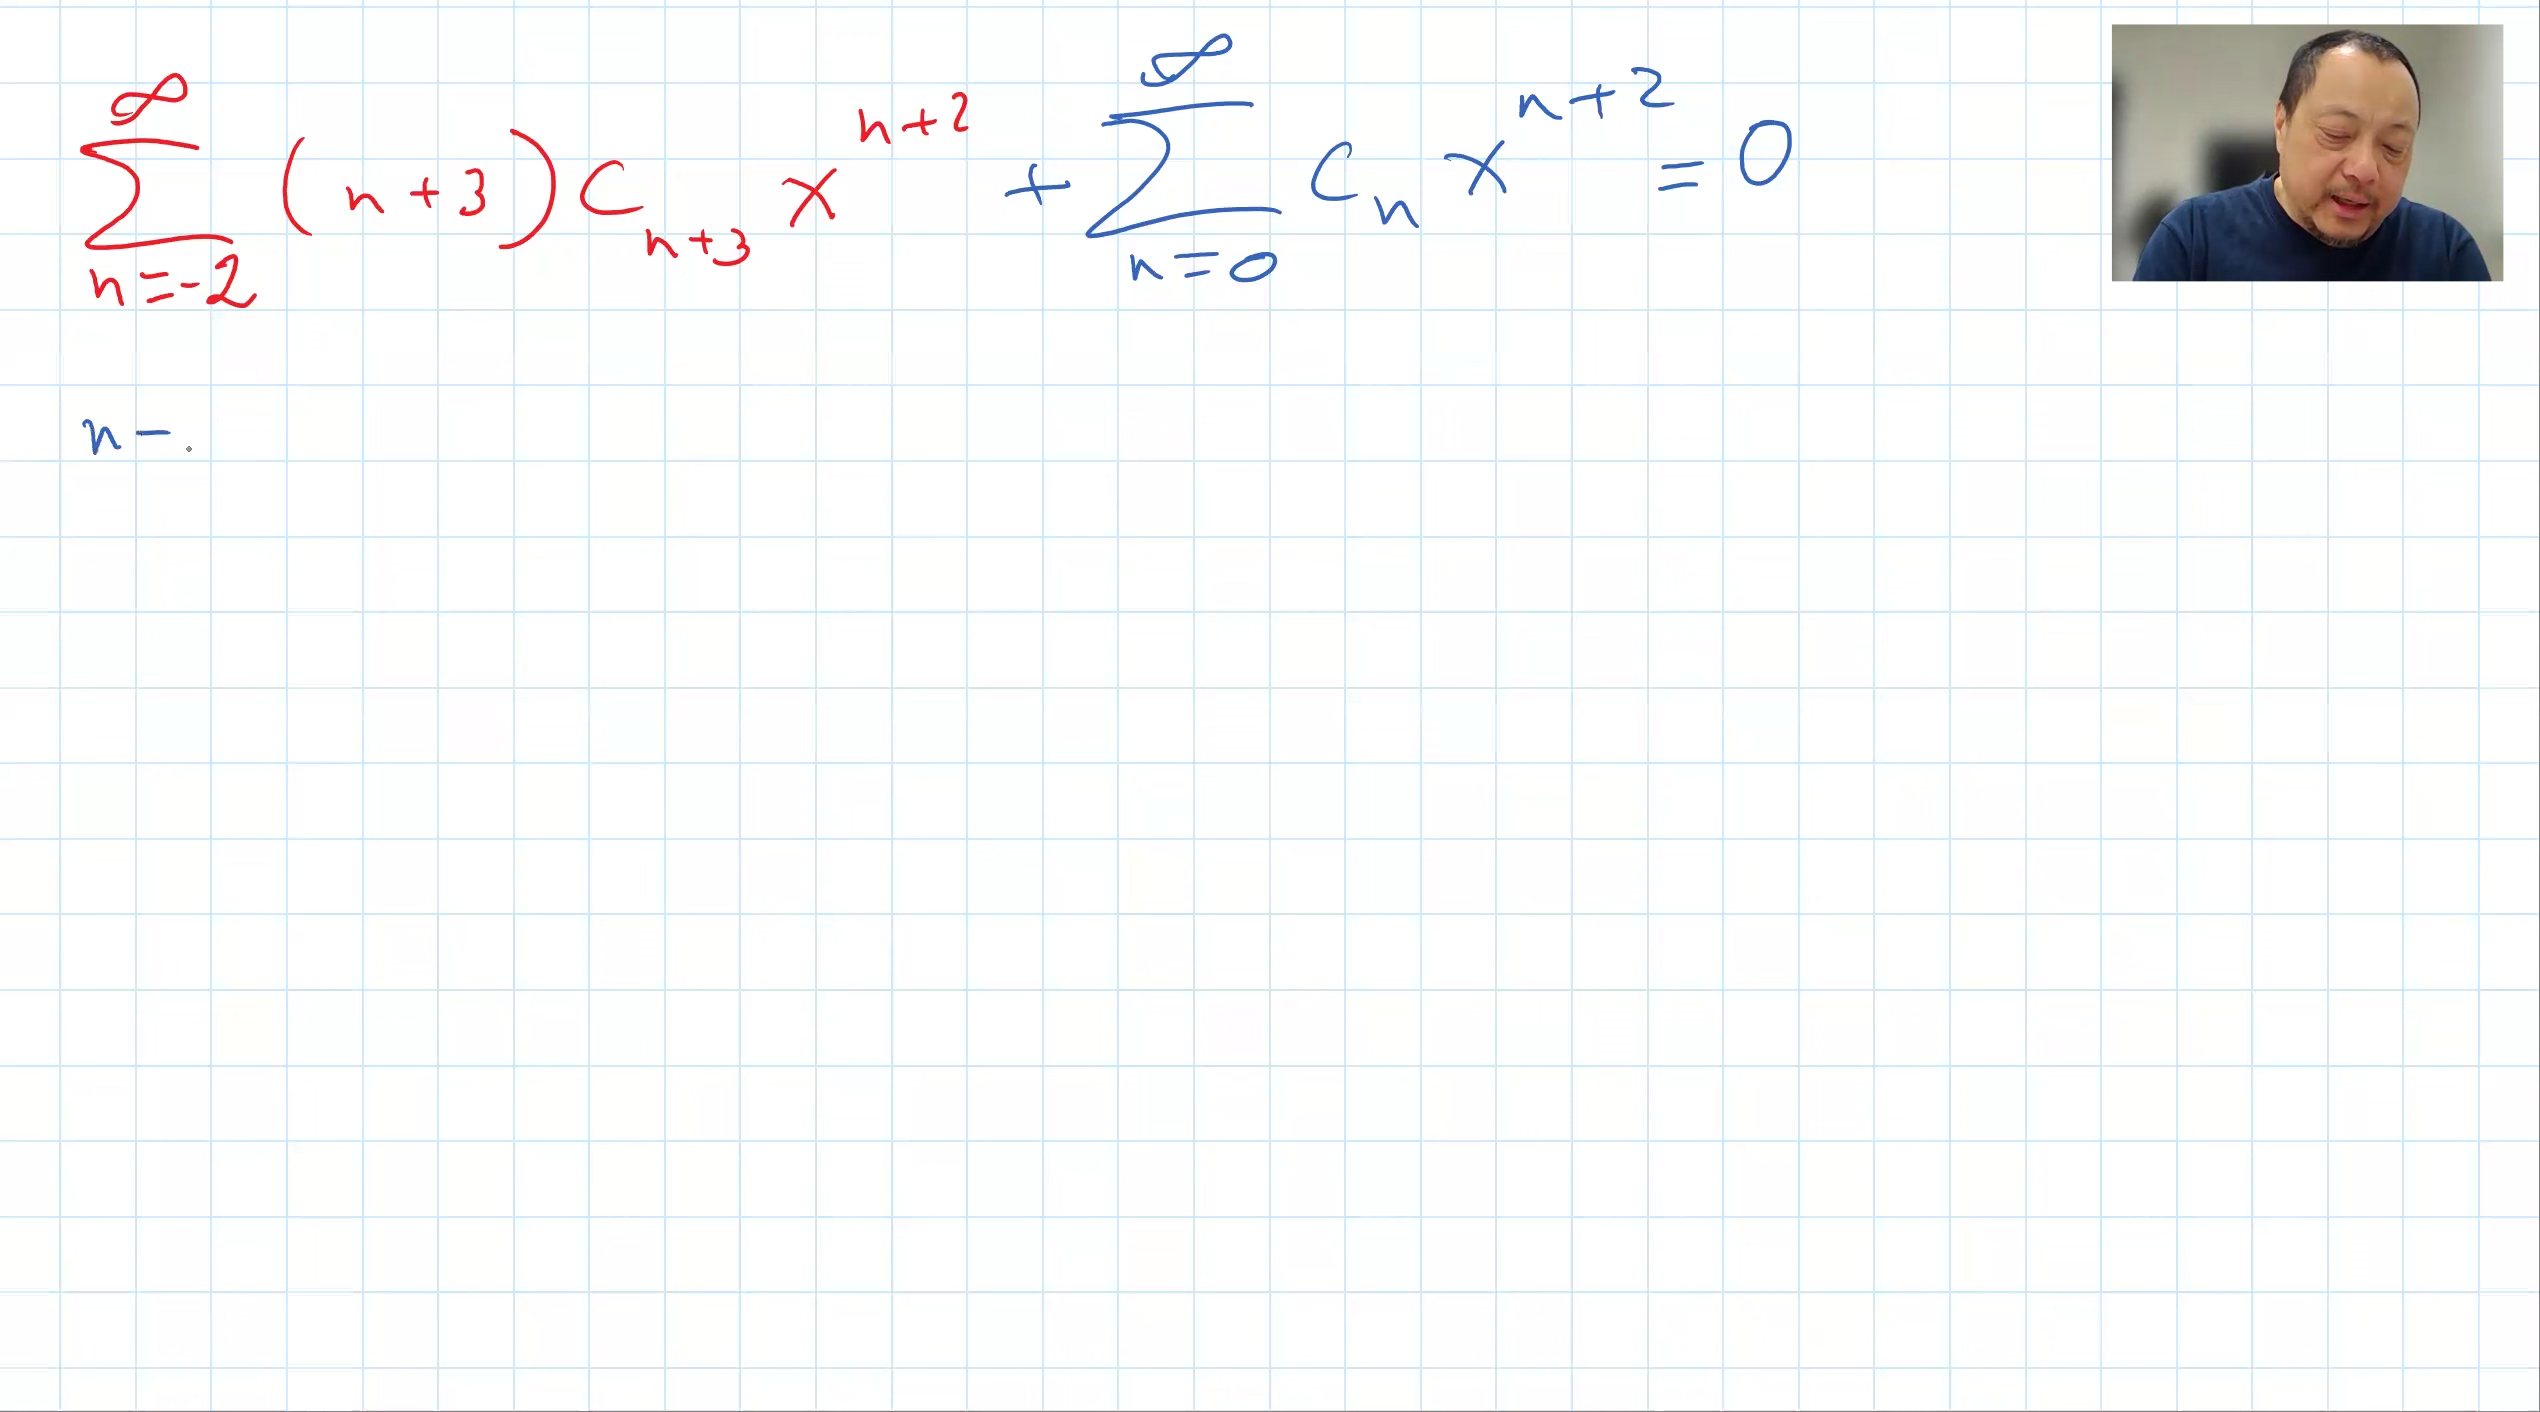 ∞ ∑ n=-2 (n+3) C_{n+3} x^{n+2} + ∞ ∑ n=0 C_n x^{n+2} = 0
n -